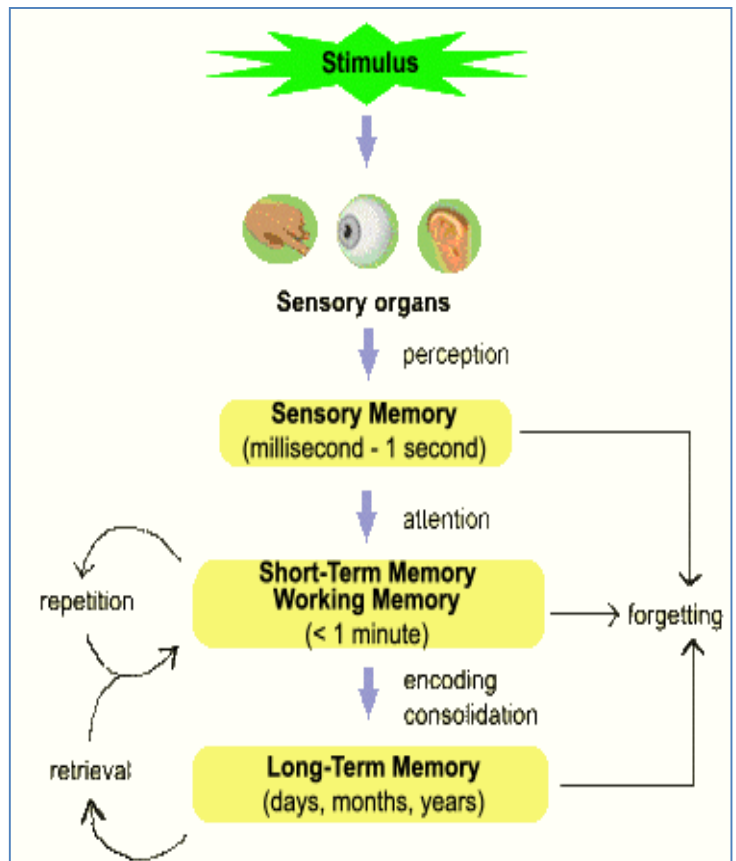 Stimulus
Sensory organs
perception
Sensory Memory
(millisecond - 1 second)
attention
Short-Term Memory
Working Memory
(< 1 minute)
repetition
forgetting
encoding
consolidation
retrieval
Long-Term Memory
(days, months, years)